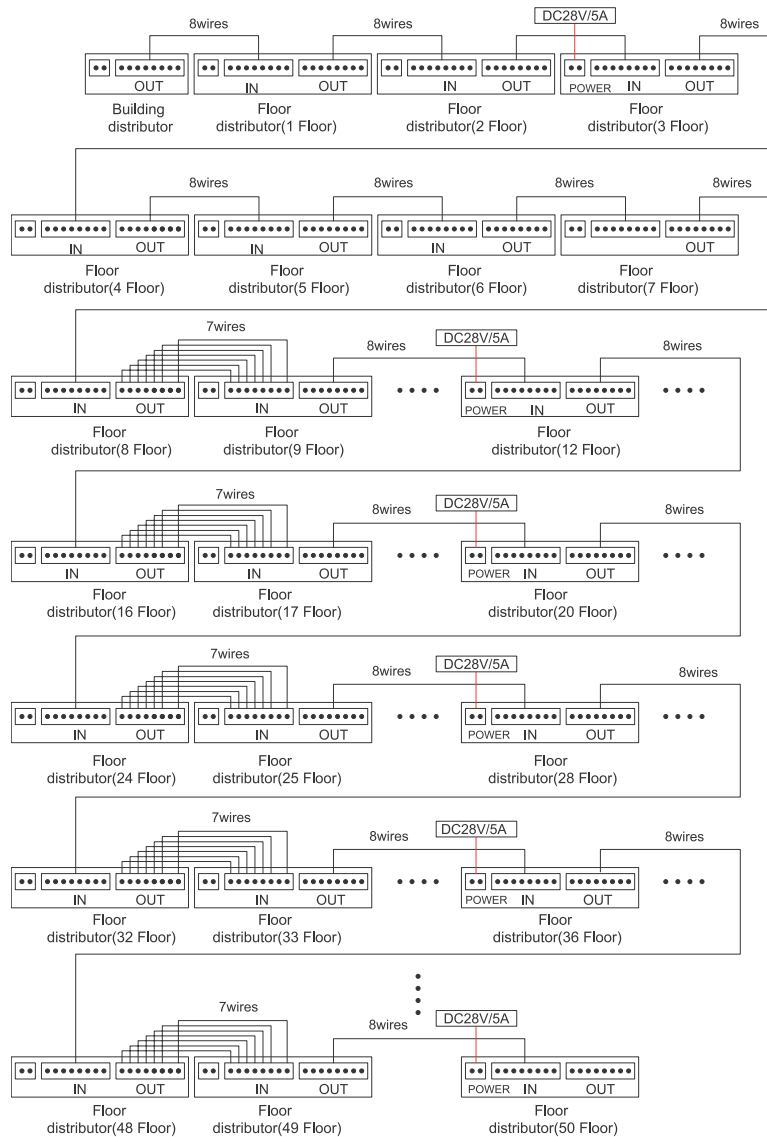 DC28V/5A
8wires 8wires 8wires
OUT IN OUT IN OUT POWER IN OUT
Building Floor Floor Floor
distributor distributor(1 Floor) distributor(2 Floor) distributor(3 Floor)
8wires 8wires 8wires 8wires
IN OUT IN OUT IN OUT OUT
Floor Floor Floor Floor
distributor(4 Floor) distributor(5 Floor) distributor(6 Floor) distributor(7 Floor)
7wires DC28V/5A
8wires 8wires
IN OUT IN OUT POWER IN OUT
Floor Floor Floor
distributor(8 Floor) distributor(9 Floor) distributor(12 Floor)
7wires DC28V/5A
8wires 8wires
IN OUT IN OUT POWER IN OUT
Floor Floor Floor
distributor(16 Floor) distributor(17 Floor) distributor(20 Floor)
7wires DC28V/5A
8wires 8wires
IN OUT IN OUT POWER IN OUT
Floor Floor Floor
distributor(24 Floor) distributor(25 Floor) distributor(28 Floor)
7wires DC28V/5A
8wires 8wires
IN OUT IN OUT POWER IN OUT
Floor Floor Floor
distributor(32 Floor) distributor(33 Floor) distributor(36 Floor)
7wires DC28V/5A
8wires
IN OUT IN OUT POWER IN OUT
Floor Floor Floor
distributor(48 Floor) distributor(49 Floor) distributor(50 Floor)